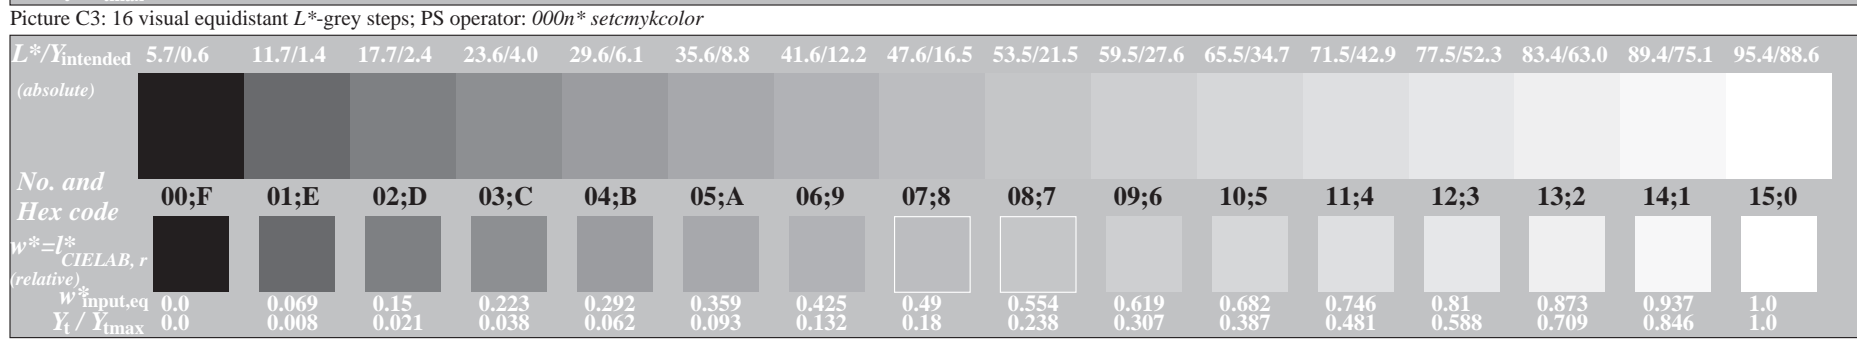 Picture C3: 16 visual equidistant L*-grey steps; PS operator: 000n* setcmykcolor
L*/Yintended 5.7/0.6 11.7/1.4 17.7/2.4 23.6/4.0 29.6/6.1 35.6/8.8 41.6/12.2 47.6/16.5 53.5/21.5 59.5/27.6 65.5/34.7 71.5/42.9 77.5/52.3 83.4/63.0 89.4/75.1 95.4/88.6
(absolute)
No. and
Hex code
00;F 01;E 02;D 03;C 04;B 05;A 06;9 07;8 08;7 09;6 10;5 11;4 12;3 13;2 14;1 15;0
w*=l*CIELAB, r
(relative)
w*input,eq 0.0 0.069 0.15 0.223 0.292 0.359 0.425 0.49 0.554 0.619 0.682 0.746 0.81 0.873 0.937 1.0
Yt / Ytmax 0.0 0.008 0.021 0.038 0.062 0.093 0.132 0.18 0.238 0.307 0.387 0.481 0.588 0.709 0.846 1.0